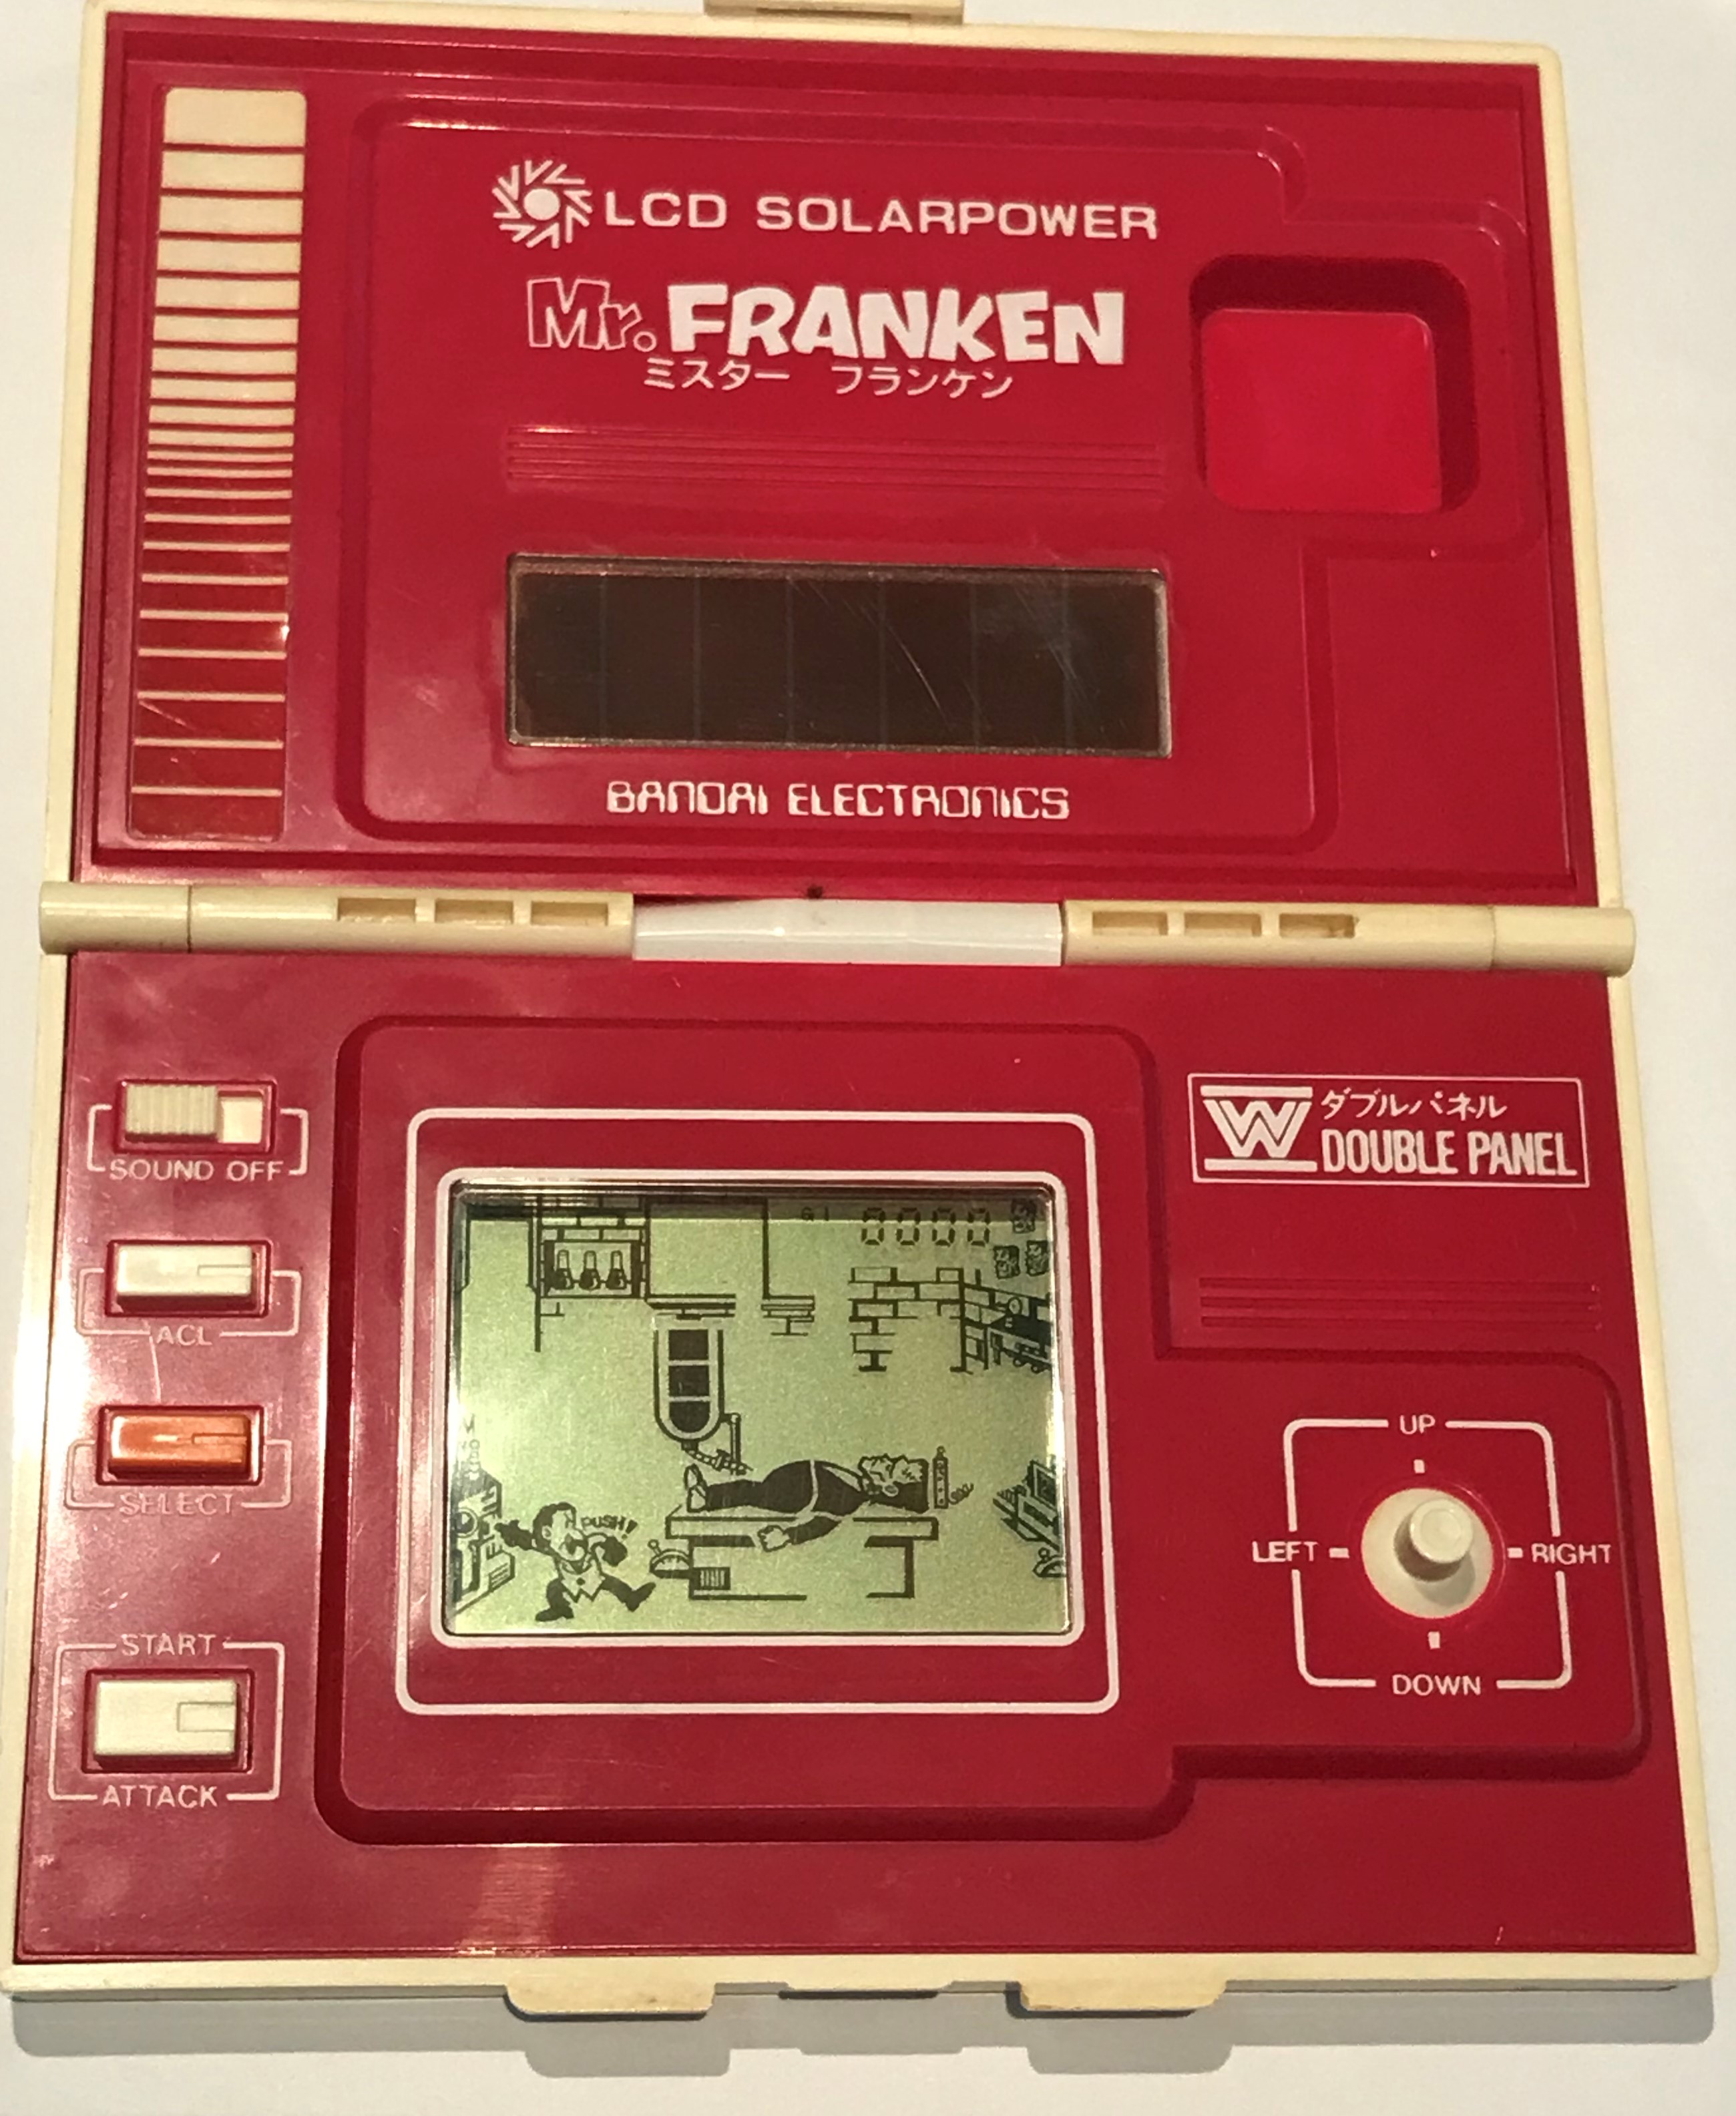 LCD SOLARPOWER
Mr. FRANKEN
ミスター フランケン
BANDAI ELECTRONICS
ダブルパネル
W DOUBLE PANEL
SOUND OFF
ACL
SELECT
START
ATTACK
0000
PUSH!
UP
LEFT
RIGHT
DOWN